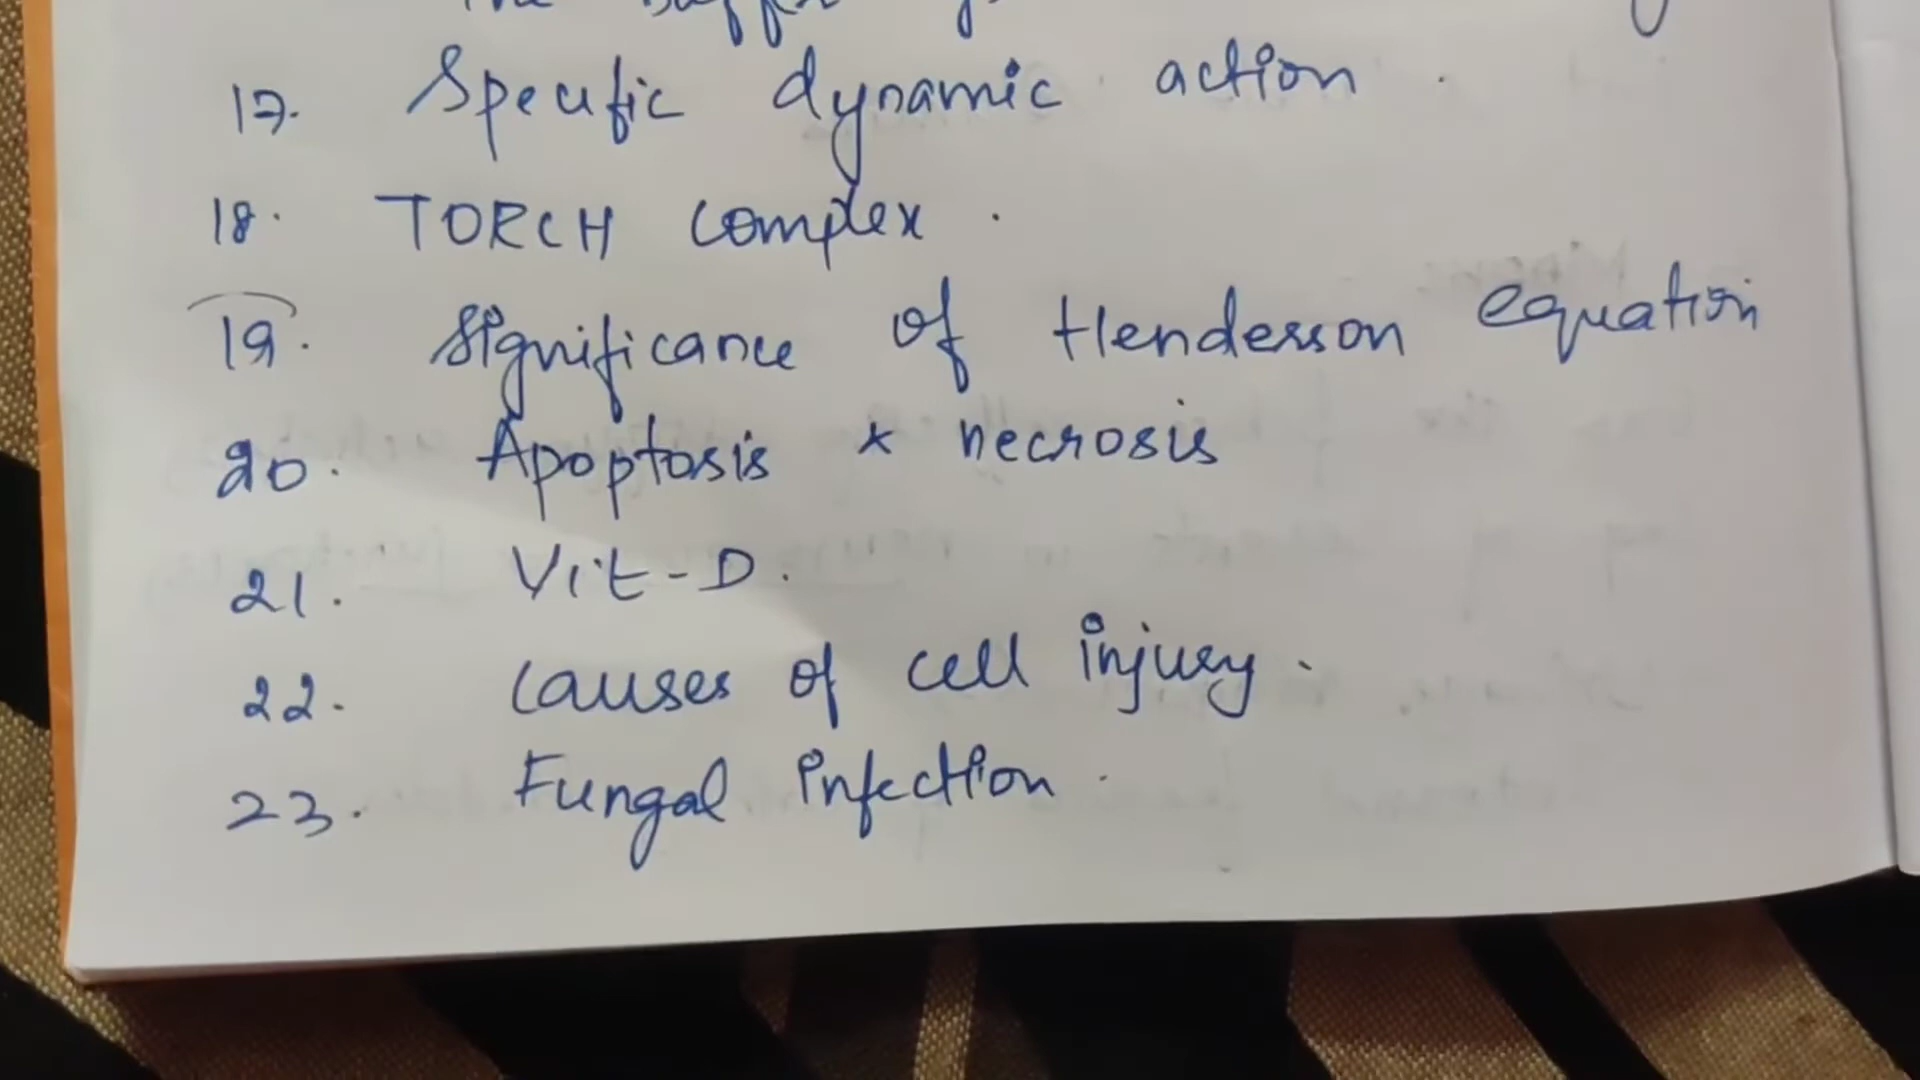 17. Specific dynamic action.
18. TORCH Complex.
19. Significance of Henderson equation
20. Apoptosis * necrosis
21. Vit-D.
22. Causes of cell injury.
23. Fungal infection.